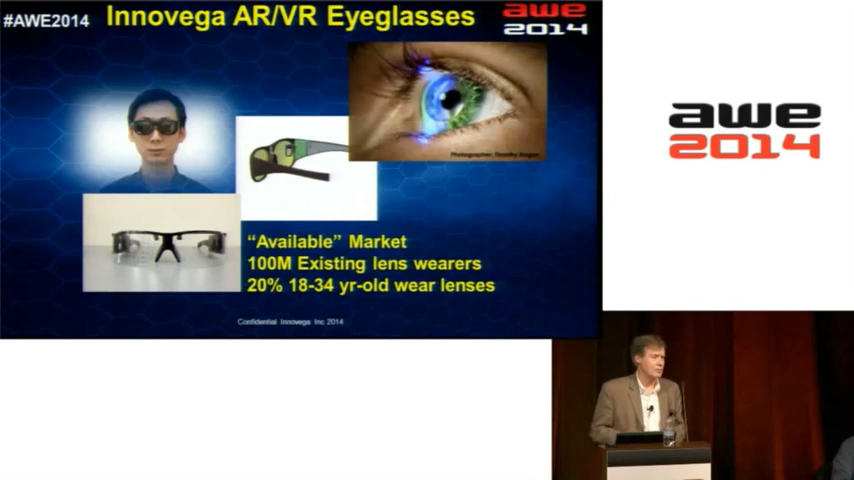 #AWE2014
Innovega AR/VR Eyeglasses
awe
2014
Photographer: Timothy Hogan
"Available" Market
100M Existing lens wearers
20% 18-34 yr-old wear lenses
Confidential Innovega Inc 2014
awe
2014